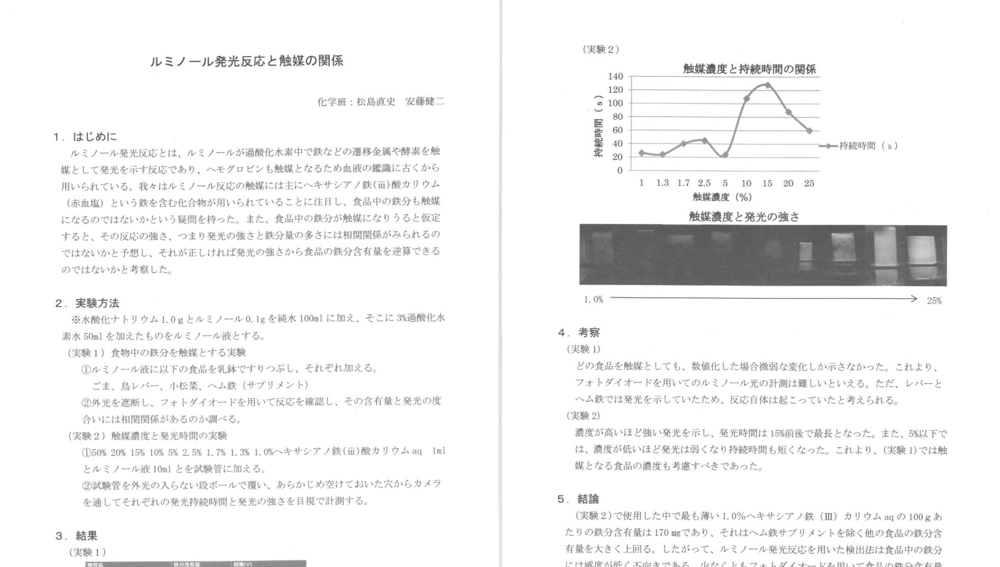 ルミノール発光反応と触媒の関係
化学班:松島直史　安藤健二
1．はじめに
ルミノール発光反応とは、ルミノールが過酸化水素中で鉄などの遷移金属や酵素を触
媒として発光を示す反応であり、ヘモグロビンも触媒となるため血液の鑑識に古くから
用いられている。我々はルミノール反応の触媒には主にヘキサシアノ鉄(ⅲ)酸カリウム
（赤血塩）という鉄を含む化合物が用いられていることに注目し、食品中の鉄分も触媒
になるのではないかという疑問を持った。また、食品中の鉄分が触媒になりうると仮定
すると、その反応の強さ、つまり発光の強さと鉄分量の多さには相関関係がみられるの
ではないかと予想し、それが正しければ発光の強さから食品の鉄分含有量を逆算できる
のではないかと考察した。
2．実験方法
※水酸化ナトリウム 1.0ｇとルミノール 0.1g を純水 100ml に加え、そこに 3%過酸化水
素水 50ml を加えたものをルミノール液とする。
（実験１）食物中の鉄分を触媒とする実験
①ルミノール液に以下の食品を乳鉢ですりつぶし、それぞれ加える。
ごま、鳥レバー、小松菜、ヘム鉄（サプリメント）
②外光を遮断し、フォトダイオードを用いて反応を確認し、その含有量と発光の度
合いには相関関係があるのか調べる。
（実験２）触媒濃度と発光時間の実験
①50% 20% 15% 10% 5% 2.5% 1.7% 1.3% 1.0%ヘキサシアノ鉄(ⅲ)酸カリウム aq　1ml
とルミノール液 10ml とを試験管に加える。
②試験管を外光の入らない段ボールで覆い、あらかじめ空けておいた穴からカメラ
を通してそれぞれの発光持続時間と発光の強さを目視で計測する。
3．結果
（実験１）
物質名　鉄分含有量　結果(V)
（実験２）
触媒濃度と持続時間の関係
持続時間（ｓ）
140
120
100
80
60
40
20
0
持続時間（ｓ）
1 1.3 1.7 2.5 5 10 15 20 25
触媒濃度（%）
触媒濃度と発光の強さ
1.0%　25%
4．考察
（実験 1）
どの食品を触媒としても、数値化した場合微弱な変化しか示さなかった。これより、
フォトダイオードを用いてのルミノール光の計測は難しいといえる。ただ、レバーと
ヘム鉄では発光を示していたため、反応自体は起こっていたと考えられる。
（実験 2）
濃度が高いほど強い発光を示し、発光時間は 15%前後で最長となった。また、5%以下で
は、濃度が低いほど発光は弱くなり持続時間も短くなった。これより、(実験 1)では触
媒となる食品の濃度も考慮すべきであった。
5．結論
（実験２）で使用した中で最も薄い 1.0%ヘキサシアノ鉄（Ⅲ）カリウム aq の 100ｇあ
たりの鉄分含有量は 170 ㎎であり、それはヘム鉄サプリメントを除く他の食品の鉄分含
有量を大きく上回る。したがって、ルミノール発光反応を用いた検出法は食品中の鉄分
には感度が低く不向きである。少なくともフォトダイオードを用いて食品の鉄分含有量